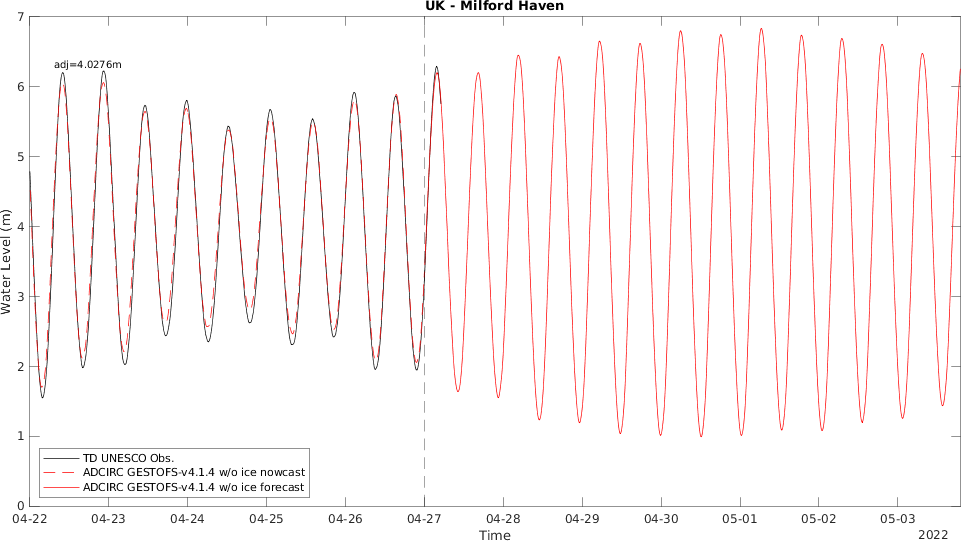 UK - Milford Haven
adj=4.0276m
Water Level (m)
7
6
5
4
3
2
1
0
TD UNESCO Obs.
ADCIRC GESTOFS-v4.1.4 w/o ice nowcast
ADCIRC GESTOFS-v4.1.4 w/o ice forecast
04-22 04-23 04-24 04-25 04-26 04-27 04-28 04-29 04-30 05-01 05-02 05-03
Time
2022